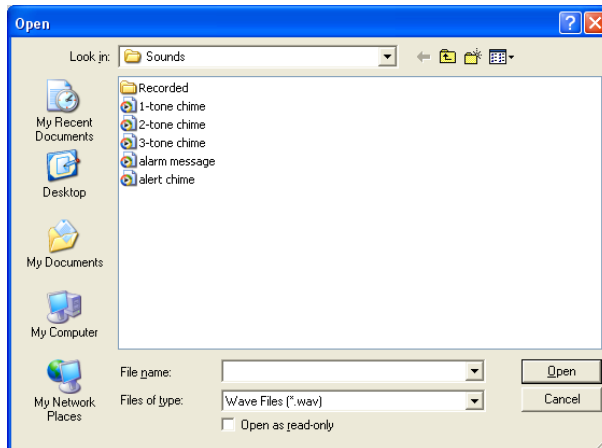 Open
Look in: Sounds
My Recent
Documents
Desktop
My Documents
My Computer
My Network
Places
Recorded
1-tone chime
2-tone chime
3-tone chime
alarm message
alert chime
File name:
Open
Files of type: Wave Files (*.wav)
Cancel
Open as read-only